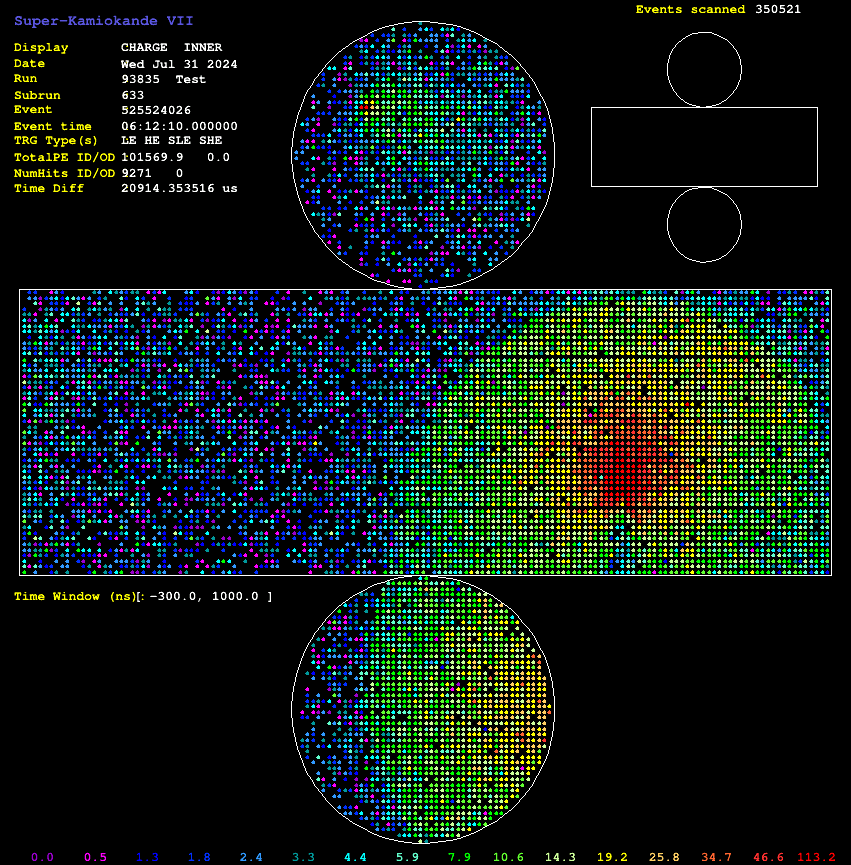 Super-Kamiokande VII
Events scanned 350521
Display CHARGE INNER
Date Wed Jul 31 2024
Run 93835 Test
Subrun 633
Event 525524026
Event time 06:12:10.000000
TRG Type(s) LE HE SLE SHE
TotalPE ID/OD 101569.9 0.0
NumHits ID/OD 9271 0
Time Diff 20914.353516 us
Time Window (ns)[: −300.0, 1000.0 ]
0.0 0.5 1.3 1.8 2.4 3.3 4.4 5.9 7.9 10.6 14.3 19.2 25.8 34.7 46.6 113.2